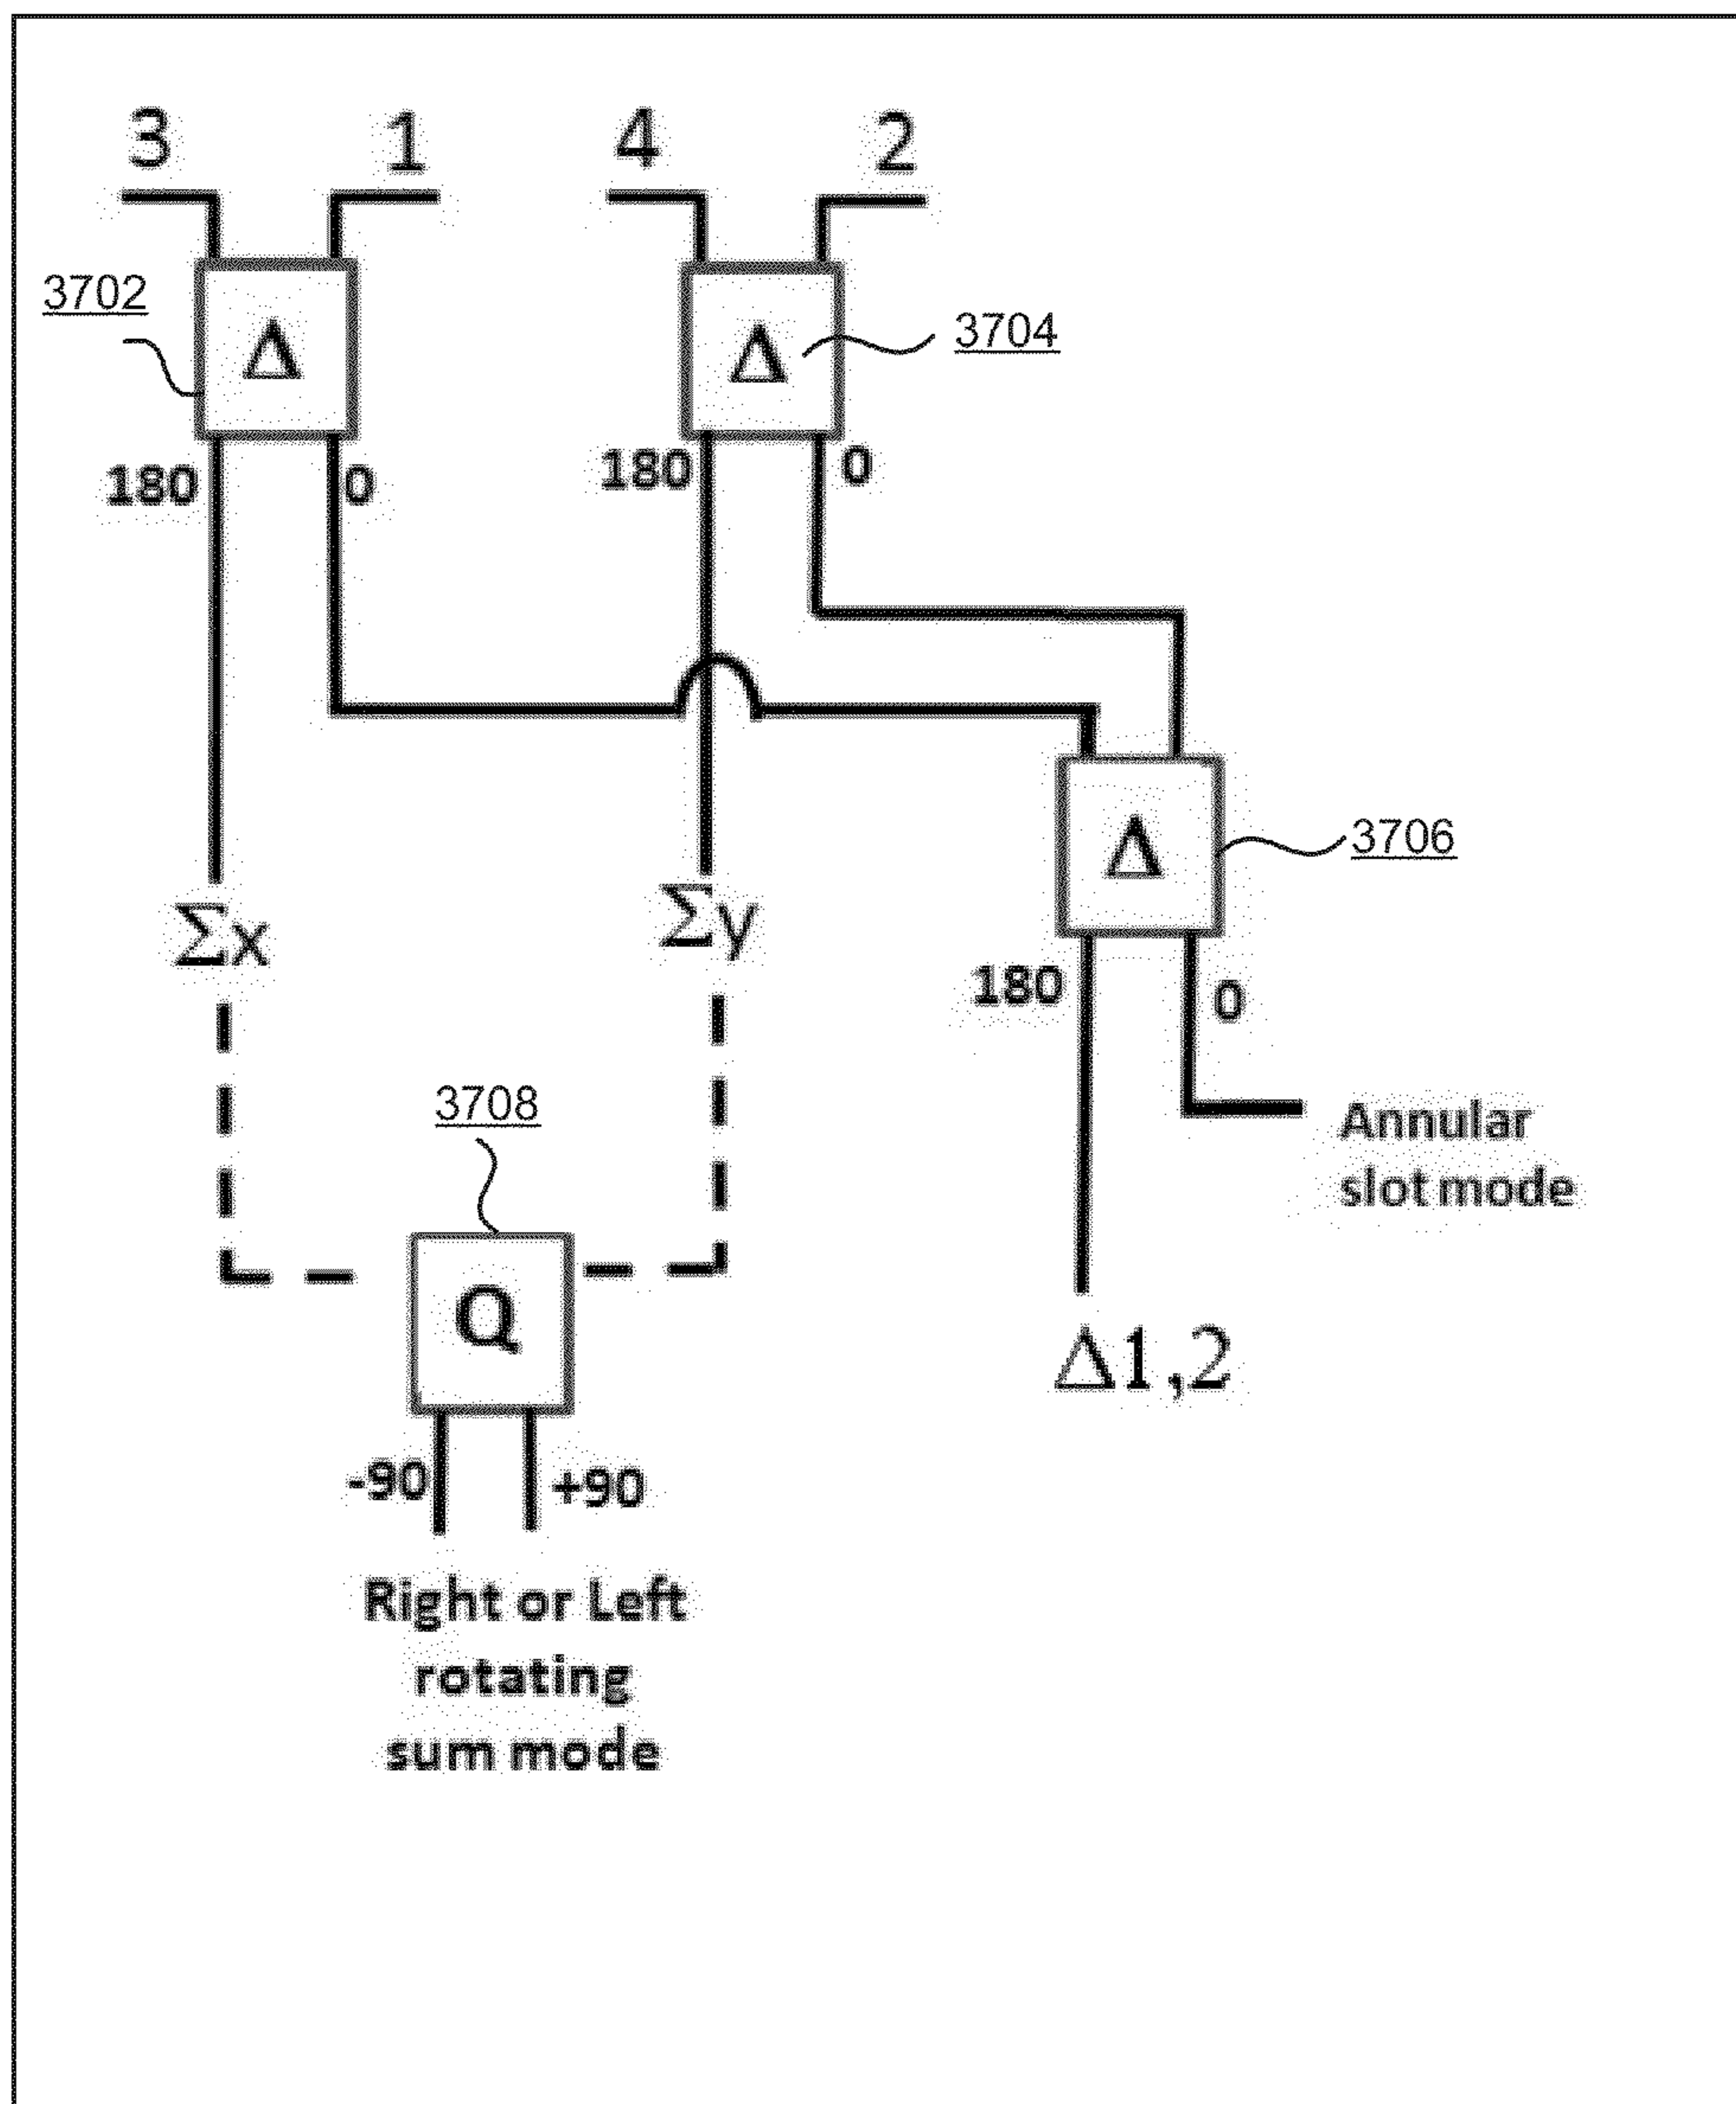 3 1 4 2
3702
Δ
Δ
3704
180 0
180 0
Δ
3706
Σx
Σy
180 0
3708
Annular
slot mode
Q
Δ1,2
-90 +90
Right or Left
rotating
sum mode